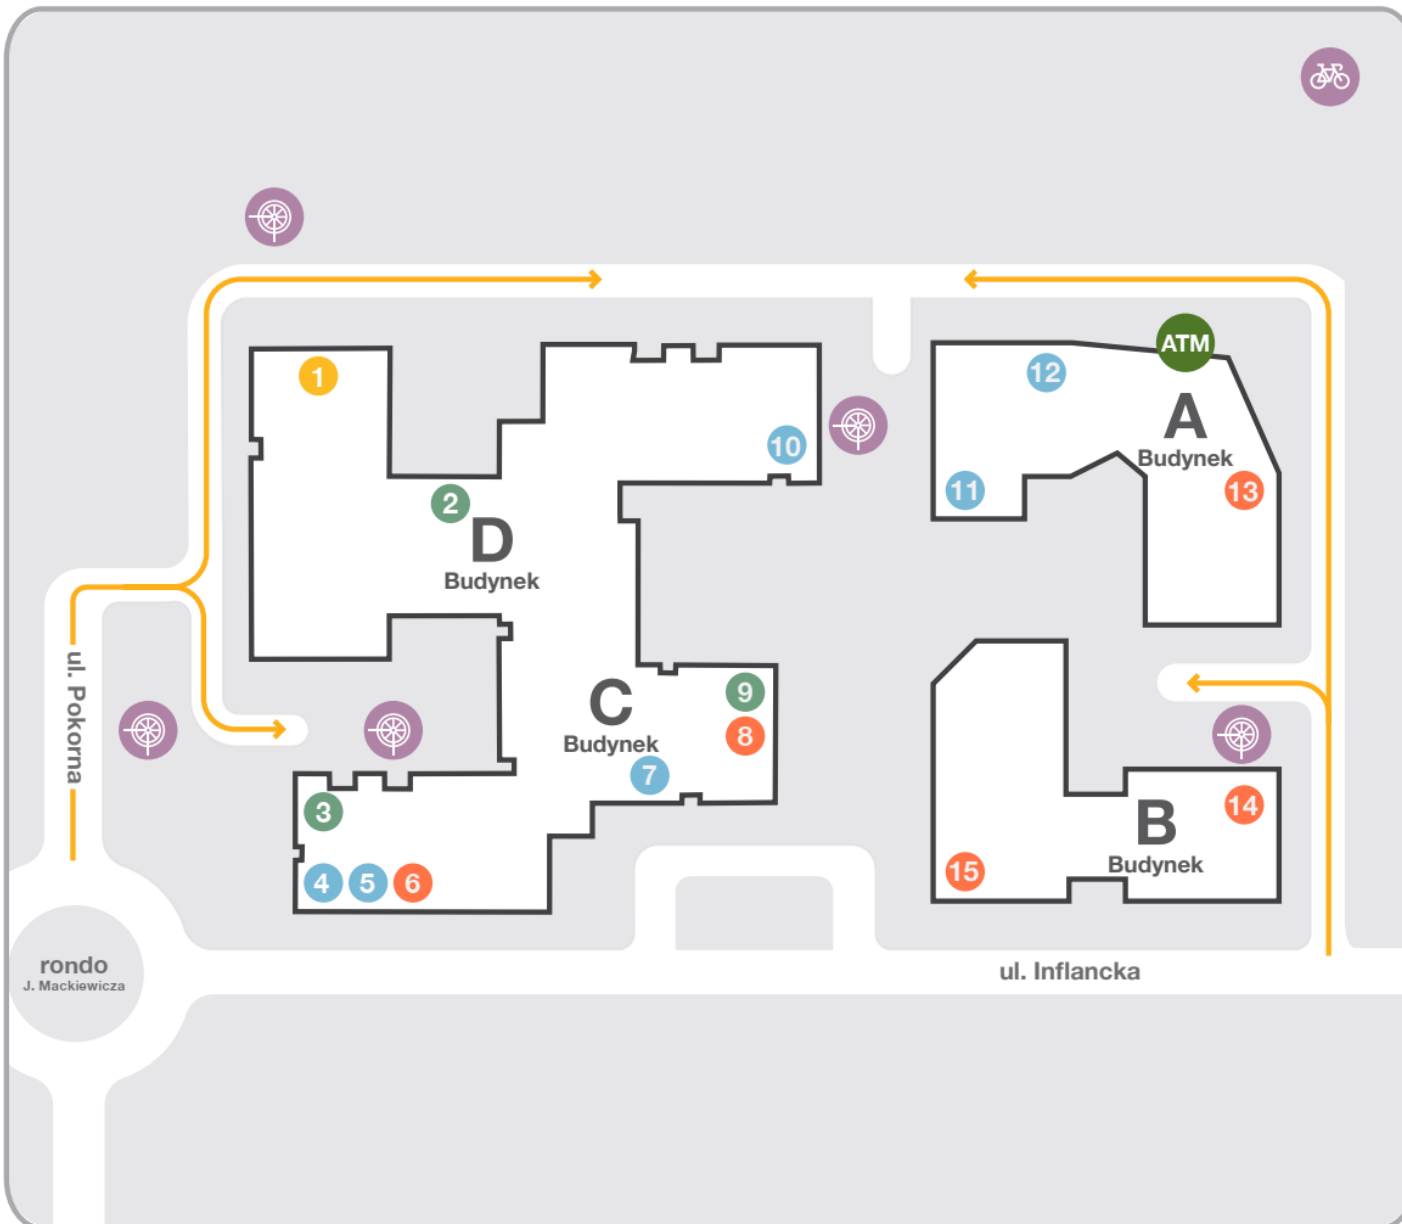 ATM
1
12
A
Budynek
10
11
13
2
D
Budynek
ul. Pokorna
9
C
Budynek
8
7
3
14
B
Budynek
15
4 5 6
rondo
J. Mackiewicza
ul. Inflancka